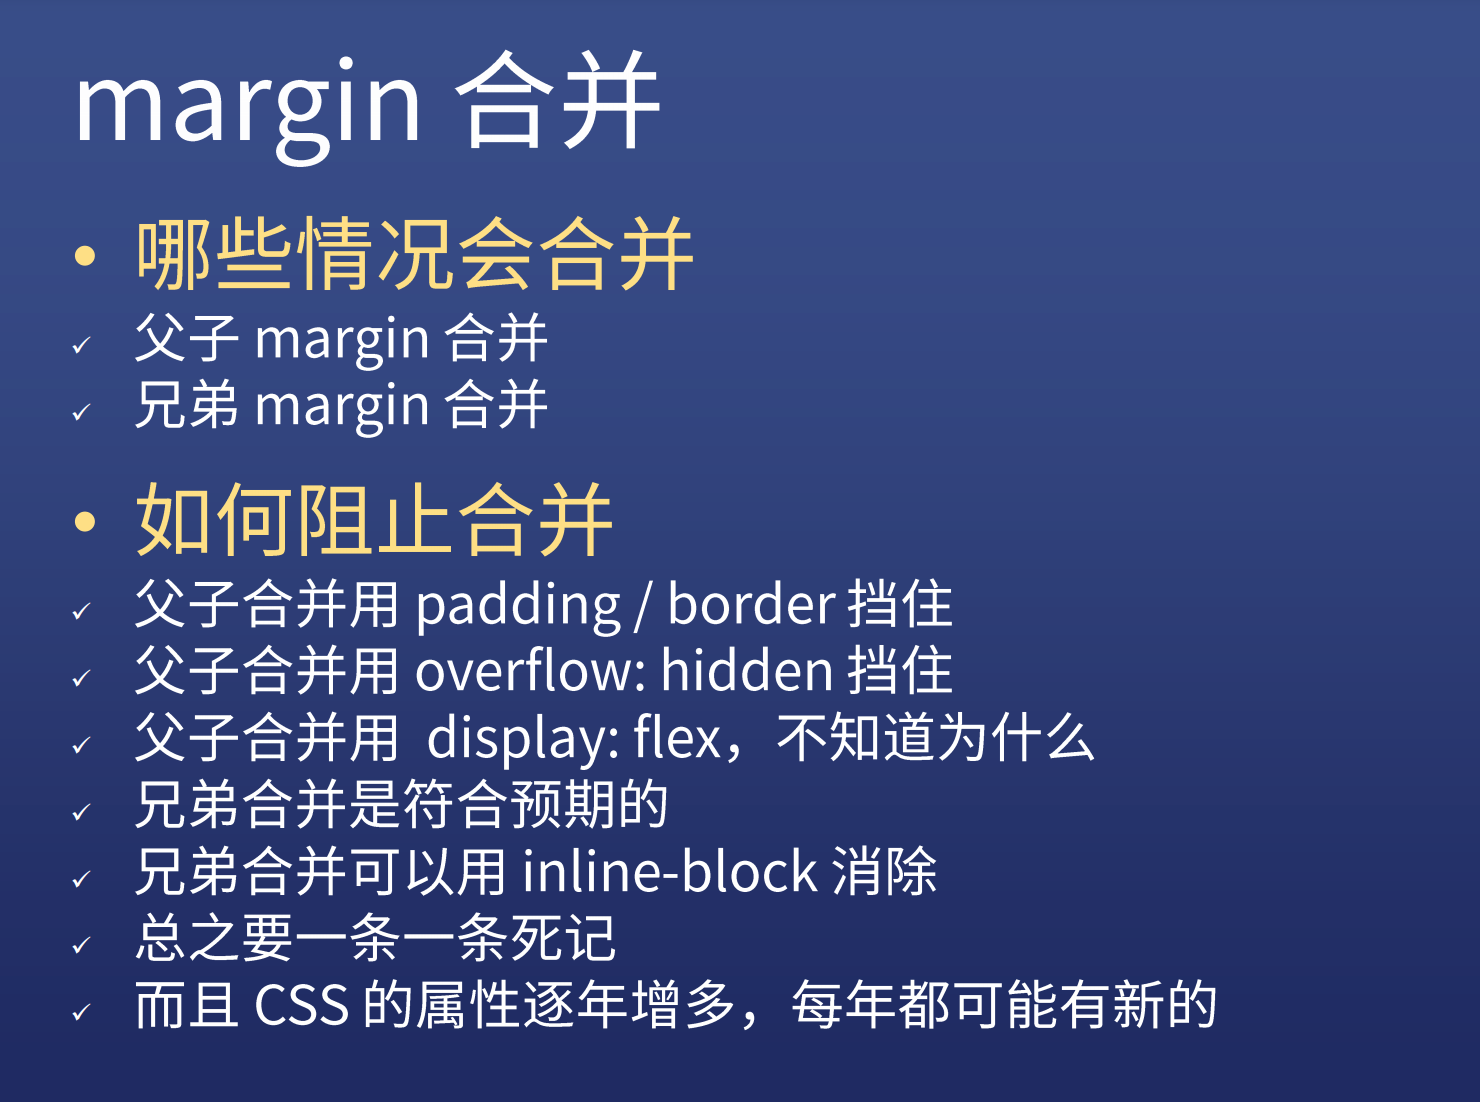 margin 合并
• 哪些情况会合并
✓ 父子 margin 合并
✓ 兄弟 margin 合并
• 如何阻止合并
✓ 父子合并用 padding / border 挡住
✓ 父子合并用 overflow: hidden 挡住
✓ 父子合并用 display: flex，不知道为什么
✓ 兄弟合并是符合预期的
✓ 兄弟合并可以用 inline-block 消除
✓ 总之要一条一条死记
✓ 而且 CSS 的属性逐年增多，每年都可能有新的